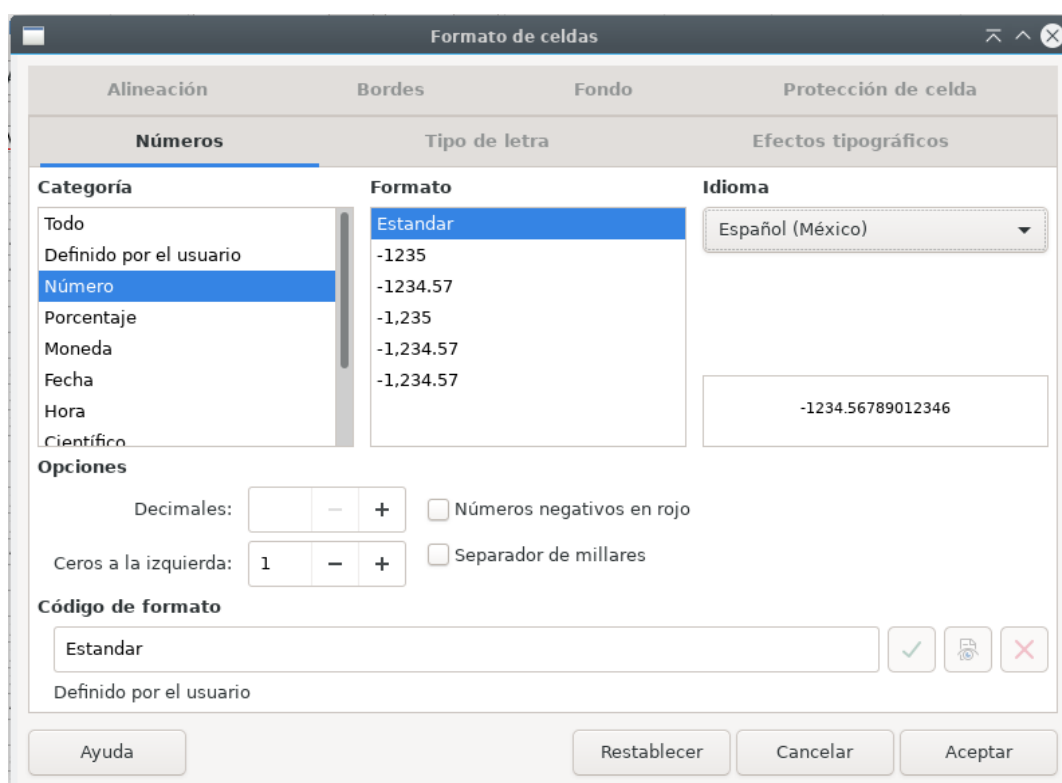 Formato de celdas
Alineación Bordes Fondo Protección de celda
Números Tipo de letra Efectos tipográficos
Categoría Formato Idioma
Todo Estandar Español (México)
Definido por el usuario -1235
Número -1234.57
Porcentaje -1,235
Moneda -1,234.57
Fecha -1,234.57
Hora -1234.56789012346
Científico
Opciones
Decimales: Números negativos en rojo
Ceros a la izquierda: 1 Separador de millares
Código de formato
Estandar
Definido por el usuario
Ayuda Restablecer Cancelar Aceptar